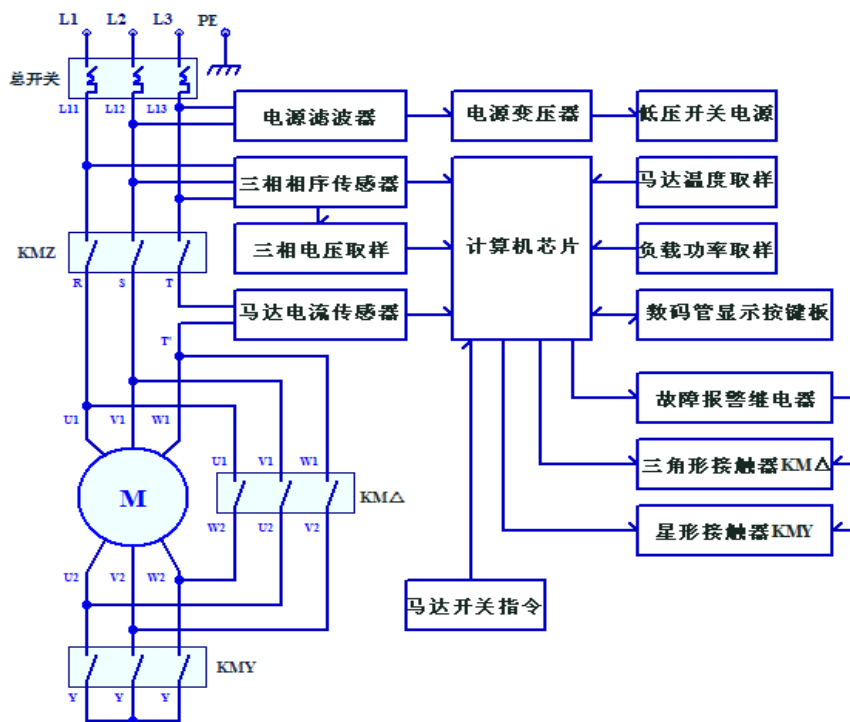 L1 L2 L3 PE
总开关
L11 L12 L13
电源滤波器 电源变压器 低压开关电源
三相相序传感器 计算机芯片 马达温度取样
KMZ 三相电压取样 负载功率取样
R S T
马达电流传感器 数码管显示按键板
T'
故障报警继电器
U1 V1 W1
U1 V1 W1 三角形接触器KM△
M KM△
W2 U2 V2 星形接触器KMY
U2 V2 W2
马达开关指令
KMY
Y Y Y